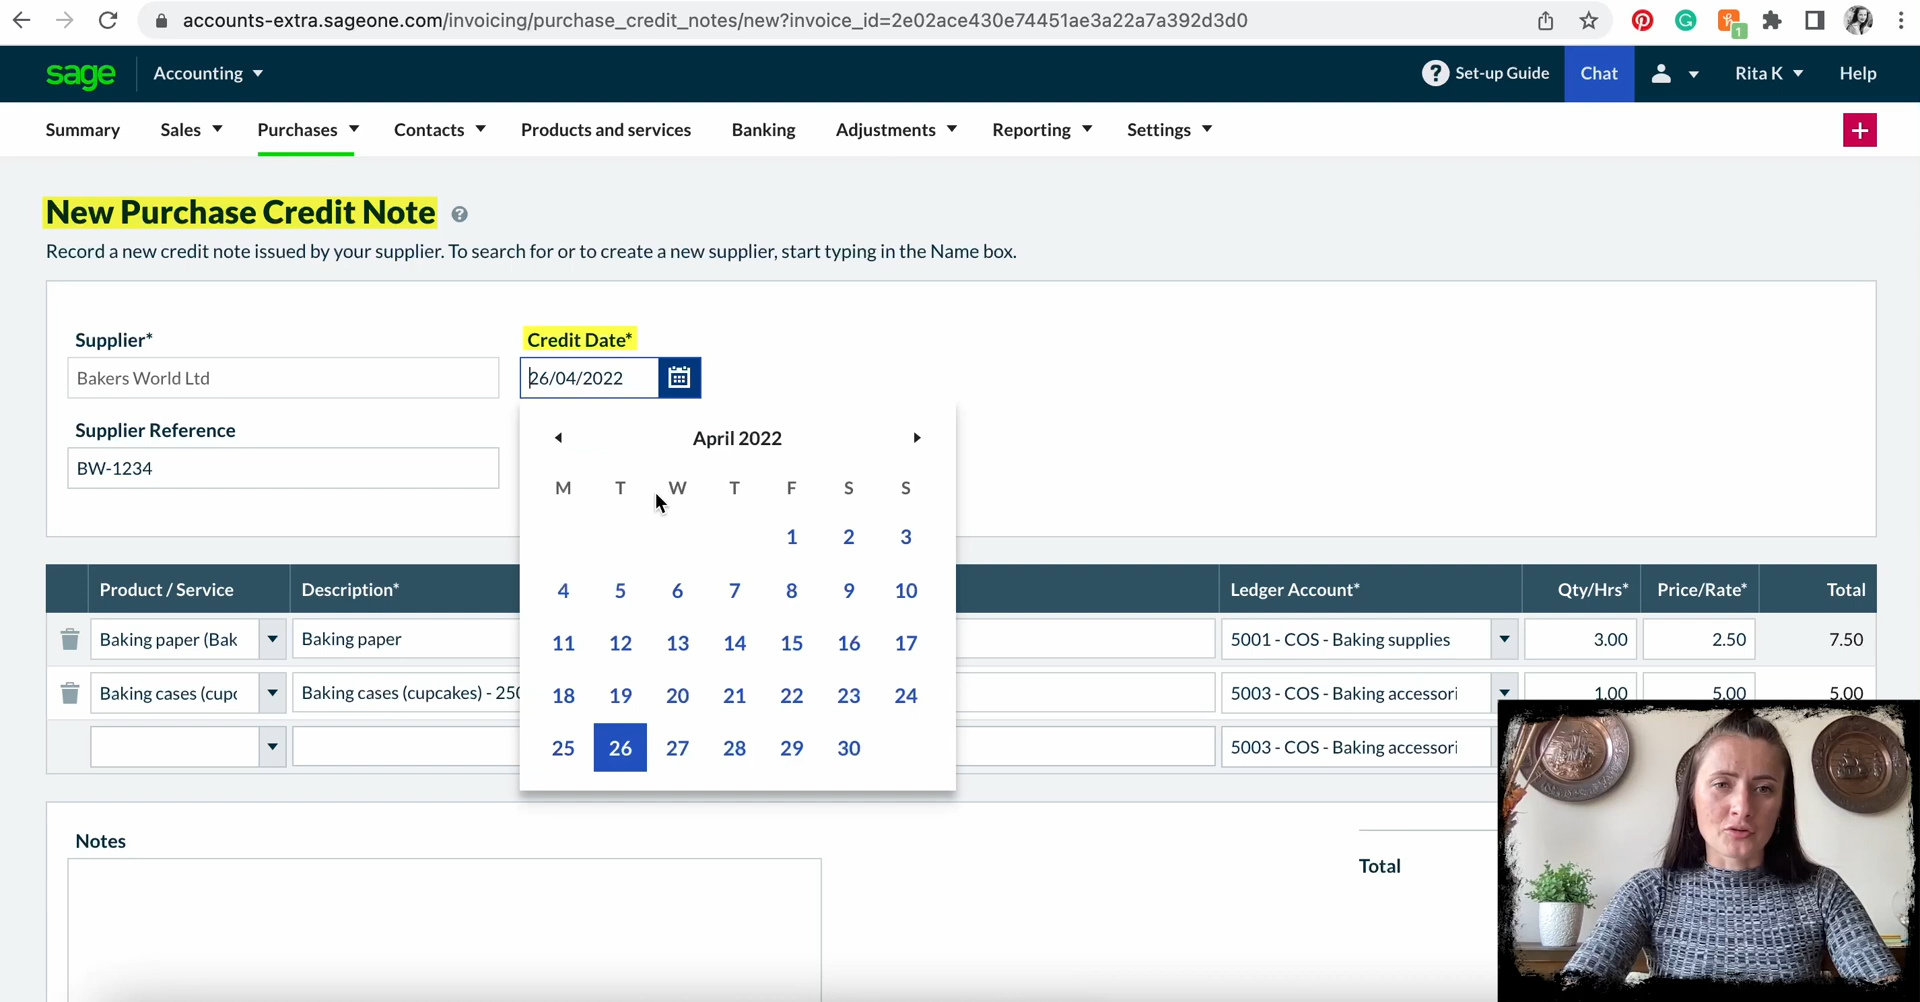 accounts-extra.sageone.com/invoicing/purchase_credit_notes/new?invoice_id=2e02ace430e74451ae3a22a7a392d3d0
1
sage Accounting ? Set-up Guide Chat Rita K Help
Summary Sales Purchases Contacts Products and services Banking Adjustments Reporting Settings +
New Purchase Credit Note ?
Record a new credit note issued by your supplier. To search for or to create a new supplier, start typing in the Name box.
Supplier* Credit Date*
Bakers World Ltd 26/04/2022
Supplier Reference
BW-1234
April 2022
M T W T F S S
1 2 3
4 5 6 7 8 9 10
11 12 13 14 15 16 17
18 19 20 21 22 23 24
25 26 27 28 29 30
Product / Service Description* Ledger Account* Qty/Hrs* Price/Rate* Total
Baking paper (Bak Baking paper 5001 - COS - Baking supplies 3.00 2.50 7.50
Baking cases (cupc Baking cases (cupcakes) - 250 5003 - COS - Baking accessori 1.00 5.00 5.00
5003 - COS - Baking accessori
Notes
Total